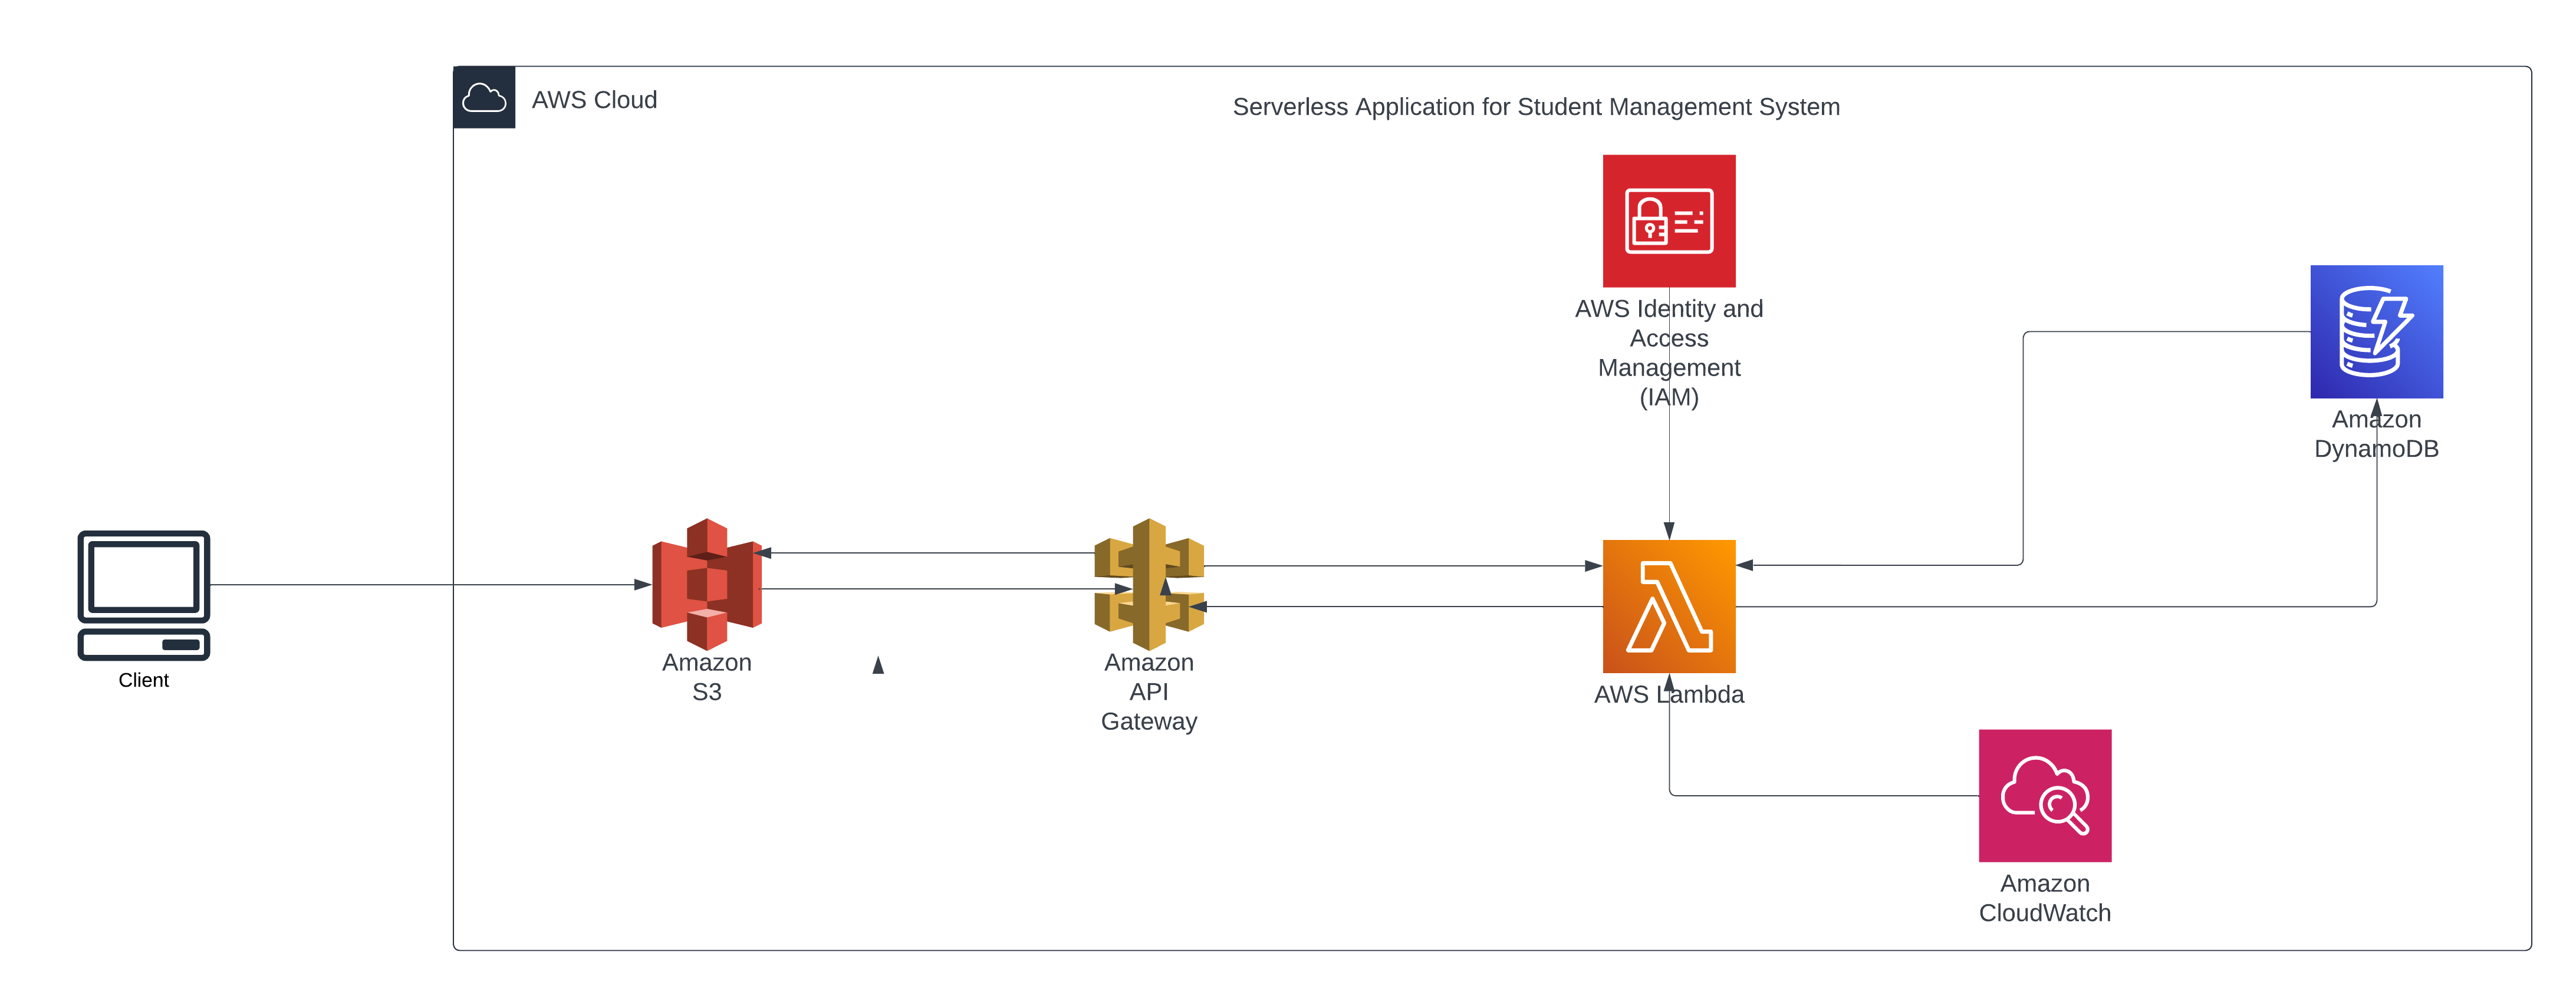 AWS Cloud
Serverless Application for Student Management System
AWS Identity and
Access
Management
(IAM)
Amazon
DynamoDB
Client
Amazon
S3
Amazon
API
Gateway
AWS Lambda
Amazon
CloudWatch